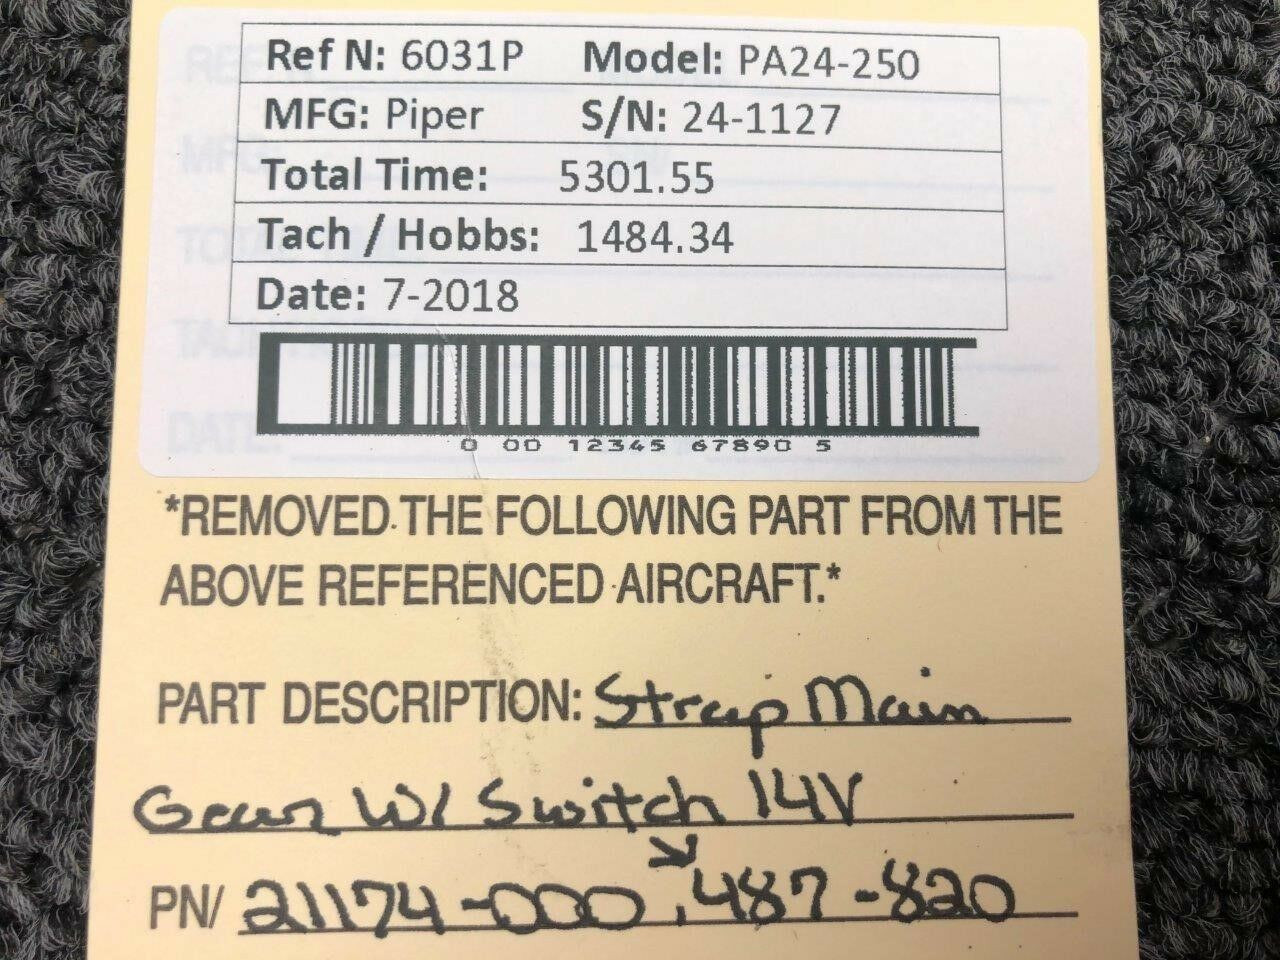 Ref N: 6031P Model: PA24-250
MFG: Piper S/N: 24-1127
Total Time: 5301.55
Tach / Hobbs: 1484.34
Date: 7-2018
0 00 12345 67890 5
*REMOVED THE FOLLOWING PART FROM THE
ABOVE REFERENCED AIRCRAFT.*
PART DESCRIPTION: Strap Main
Gear W/ Switch 14V
PN/ 21174-000, 487-820